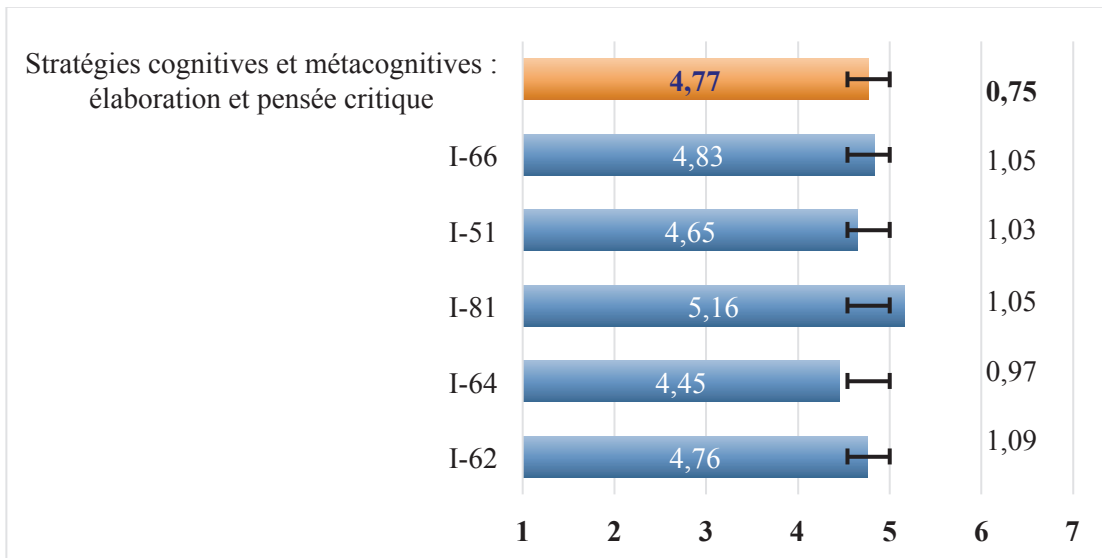 Stratégies cognitives et métacognitives :
élaboration et pensée critique
4,77
0,75
I-66
4,83
1,05
I-51
4,65
1,03
I-81
5,16
1,05
I-64
4,45
0,97
I-62
4,76
1,09
1 2 3 4 5 6 7